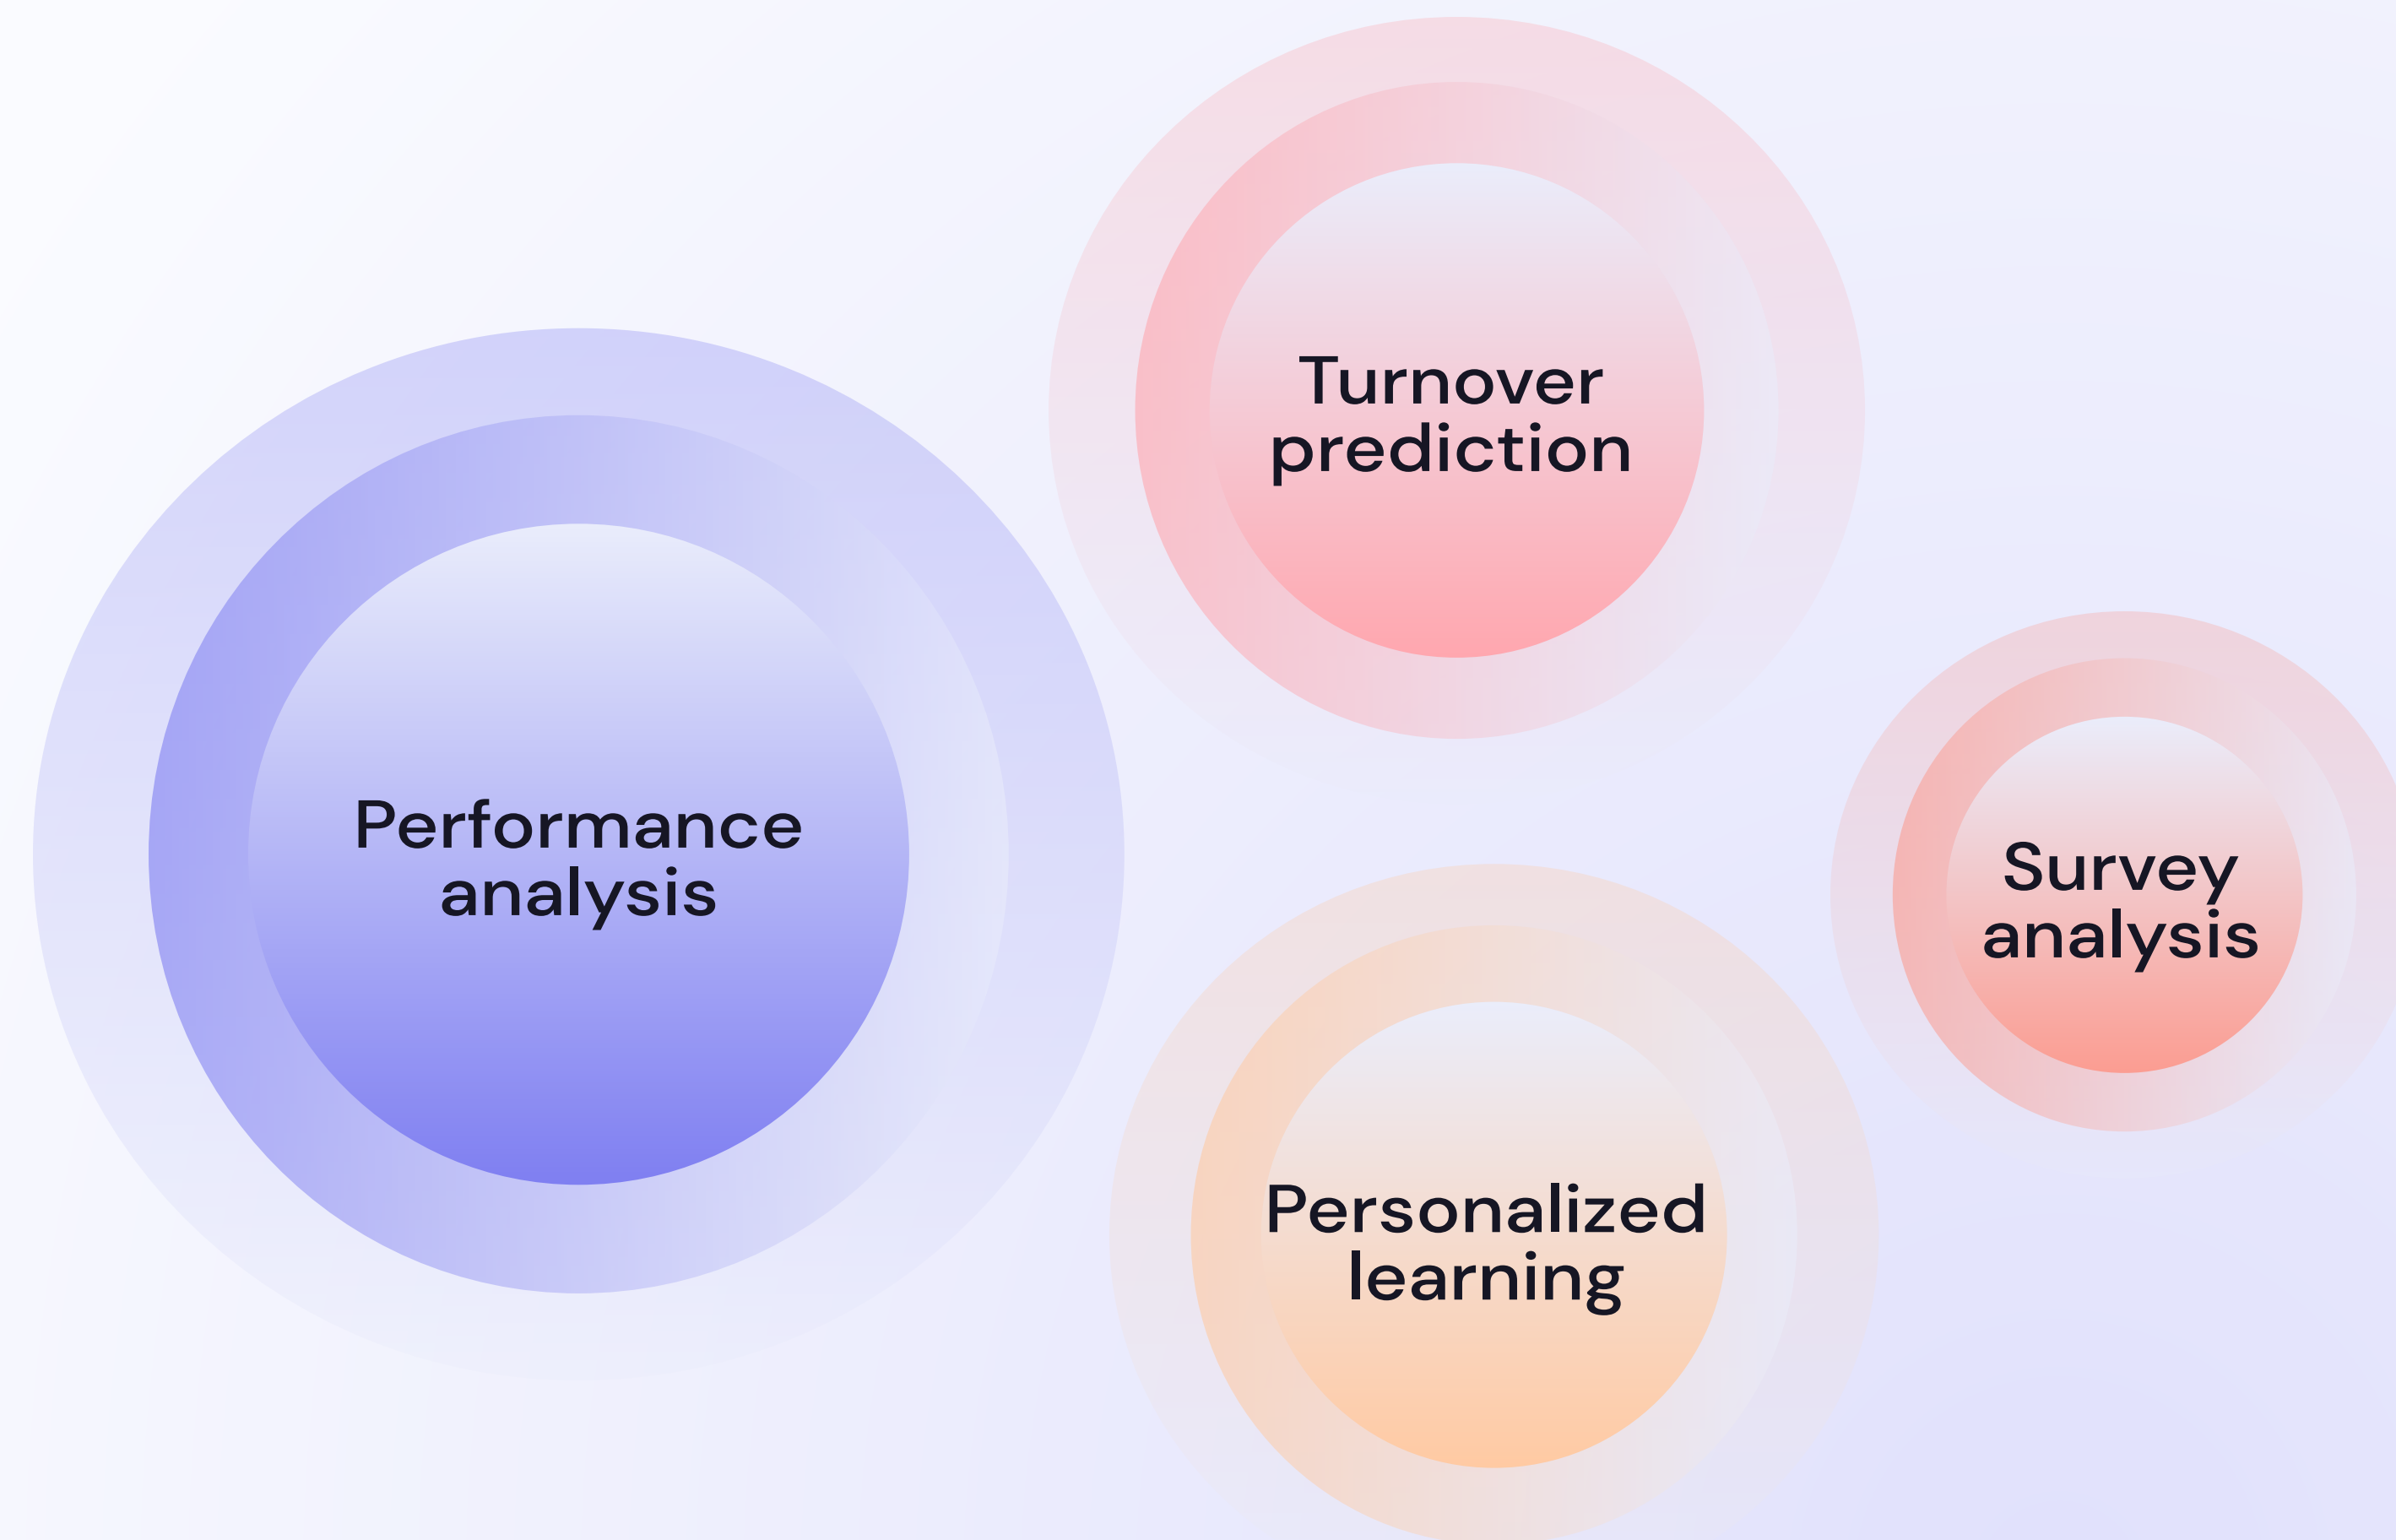 Turnover
prediction
Performance
analysis
Survey
analysis
Personalized
learning